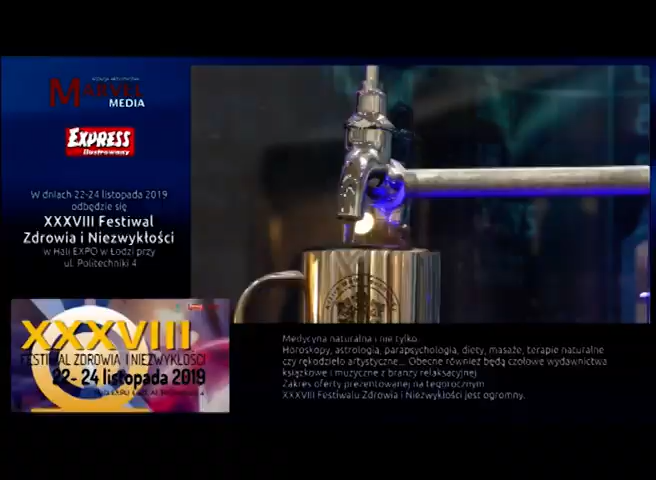 MARVEL
MEDIA
EXPRESS
Ilustrowany
W dniach 22-24 listopada 2019
odbędzie się
XXXVIII Festiwal
Zdrowia i Niezwykłości
w Hali EXPO w Łodzi przy
ul. Politechniki 4
XXXVIII
FESTIWAL ZDROWIA I NIEZWYKŁOŚCI
22- 24 listopada 2019
Medycyna naturalna i nie tylko.
Horoskopy, astrologia, parapsychologia, diety, masaże, terapie naturalne
czy rękodzieło artystyczne... Obecne również będą czołowe wydawnictwa
książkowe i muzyczne z branży relaksacyjnej
Zakres oferty prezentowanej na tegorocznym
XXXVIII Festiwalu Zdrowia i Niezwykłości jest ogromny.